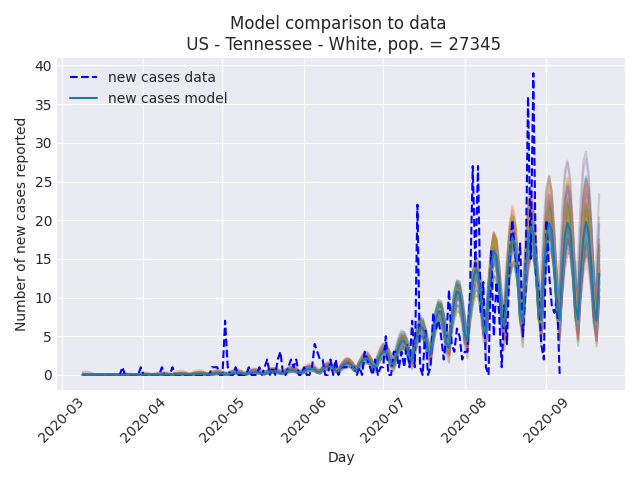 Model comparison to data
US - Tennessee - White, pop. = 27345
new cases data
new cases model
Number of new cases reported
40
35
30
25
20
15
10
5
0
2020-03
2020-04
2020-05
2020-06
2020-07
2020-08
2020-09
Day